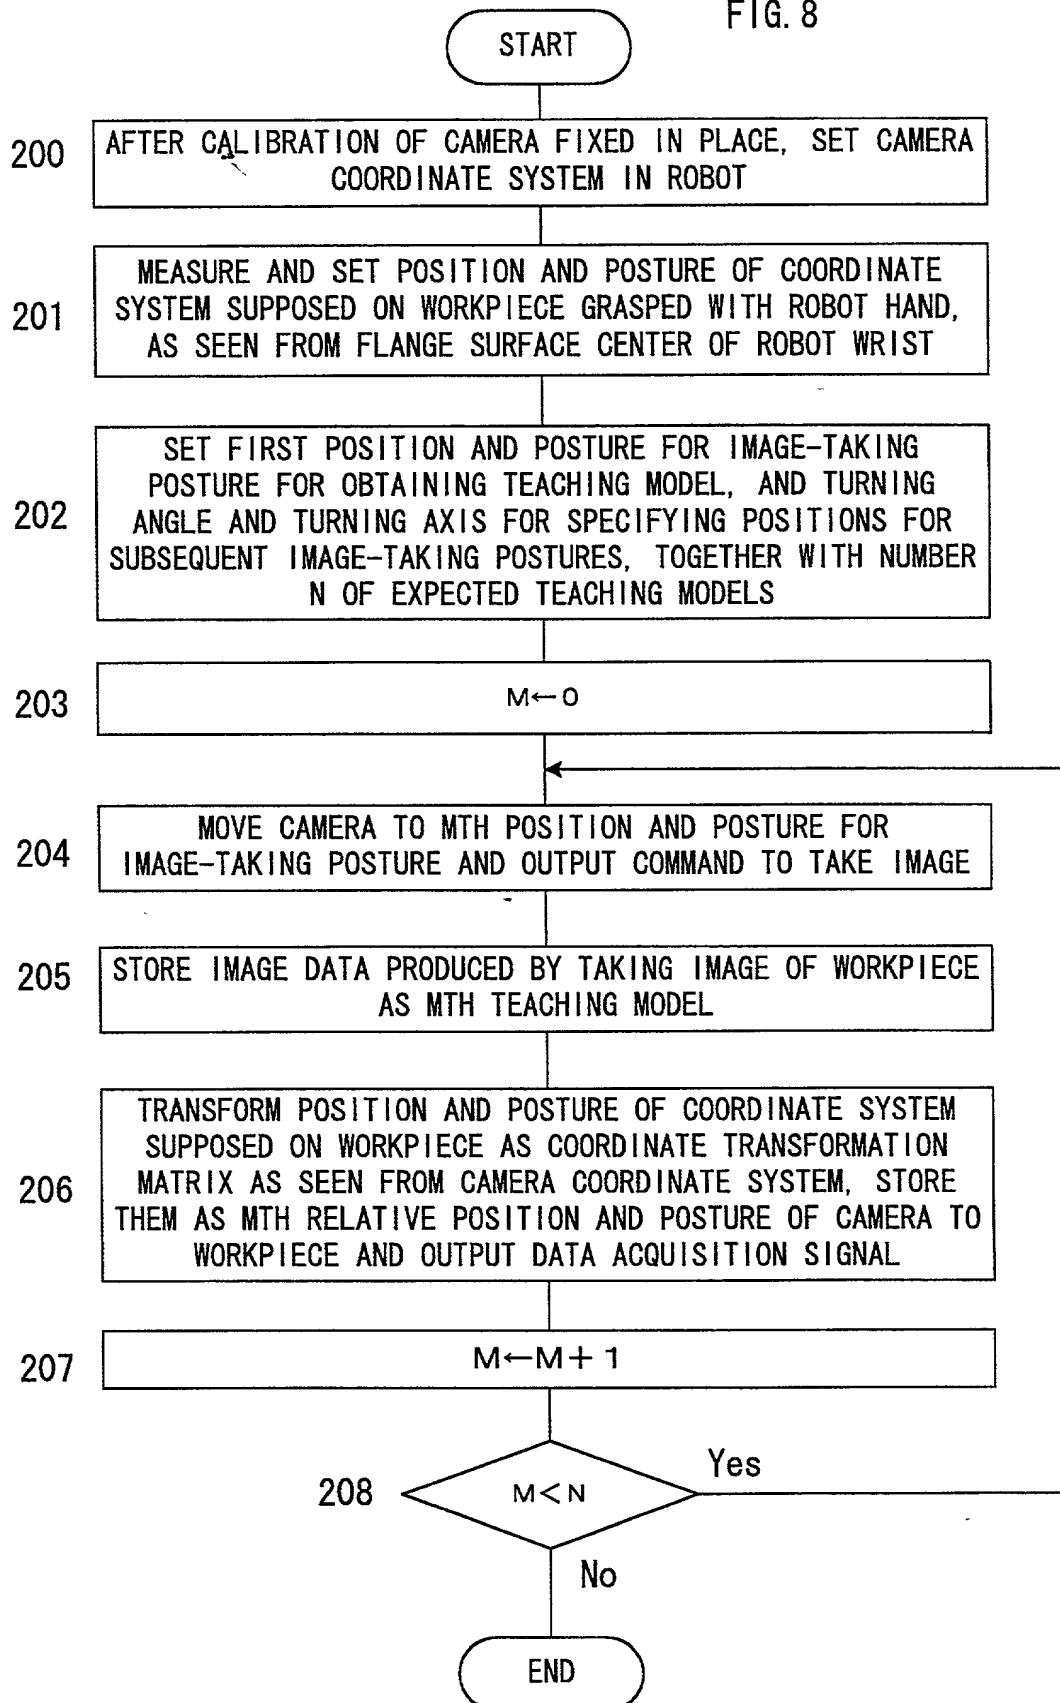 FIG. 8
START
200
AFTER CALIBRATION OF CAMERA FIXED IN PLACE, SET CAMERA
COORDINATE SYSTEM IN ROBOT
201
MEASURE AND SET POSITION AND POSTURE OF COORDINATE
SYSTEM SUPPOSED ON WORKPIECE GRASPED WITH ROBOT HAND,
AS SEEN FROM FLANGE SURFACE CENTER OF ROBOT WRIST
202
SET FIRST POSITION AND POSTURE FOR IMAGE-TAKING
POSTURE FOR OBTAINING TEACHING MODEL, AND TURNING
ANGLE AND TURNING AXIS FOR SPECIFYING POSITIONS FOR
SUBSEQUENT IMAGE-TAKING POSTURES, TOGETHER WITH NUMBER
N OF EXPECTED TEACHING MODELS
203
M←0
204
MOVE CAMERA TO MTH POSITION AND POSTURE FOR
IMAGE-TAKING POSTURE AND OUTPUT COMMAND TO TAKE IMAGE
205
STORE IMAGE DATA PRODUCED BY TAKING IMAGE OF WORKPIECE
AS MTH TEACHING MODEL
206
TRANSFORM POSITION AND POSTURE OF COORDINATE SYSTEM
SUPPOSED ON WORKPIECE AS COORDINATE TRANSFORMATION
MATRIX AS SEEN FROM CAMERA COORDINATE SYSTEM, STORE
THEM AS MTH RELATIVE POSITION AND POSTURE OF CAMERA TO
WORKPIECE AND OUTPUT DATA ACQUISITION SIGNAL
207
M←M+1
208
M<N
Yes
No
END